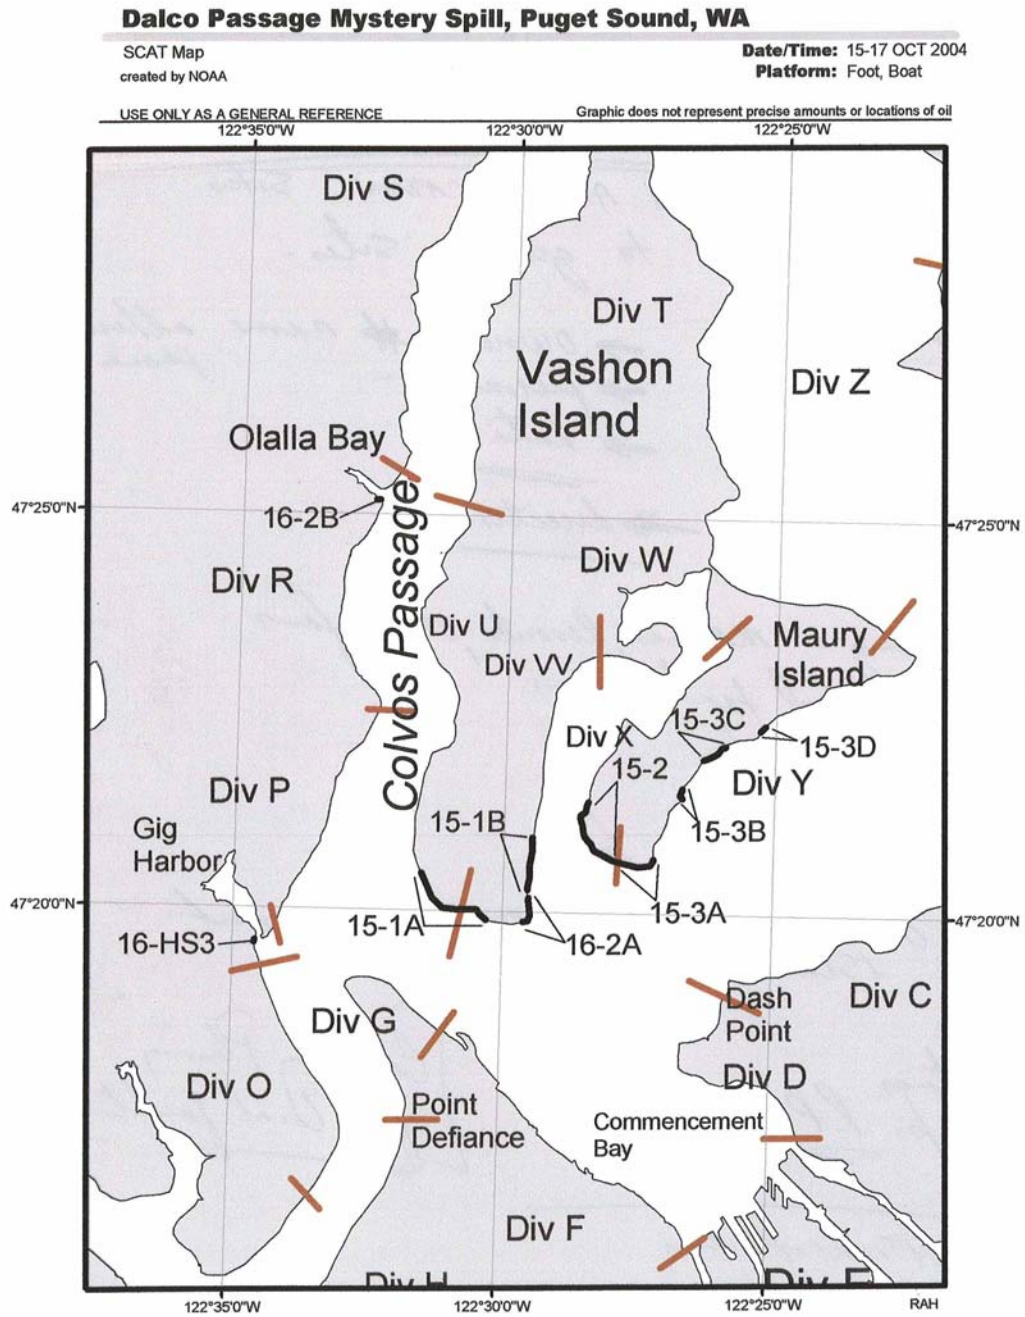 Dalco Passage Mystery Spill, Puget Sound, WA
SCAT Map
Date/Time: 15-17 OCT 2004
created by NOAA
Platform: Foot, Boat
USE ONLY AS A GENERAL REFERENCE
Graphic does not represent precise amounts or locations of oil
122°35'0"W
122°30'0"W
122°25'0"W
Div S
Div T
Vashon
Island
Div Z
Olalla Bay
47°25'0"N
16-2B
47°25'0"N
Colvos Passage
Div W
Div R
Div U
Maury
Island
Div VV
15-3C
Div X
15-3D
15-2
Div Y
Div P
15-1B
15-3B
Gig
Harbor
47°20'0"N
15-3A
47°20'0"N
15-1A
16-HS3
16-2A
Dash
Point
Div C
Div G
Div D
Div O
Point
Defiance
Commencement
Bay
Div F
Div H
Div E
122°35'0"W
122°30'0"W
122°25'0"W
RAH